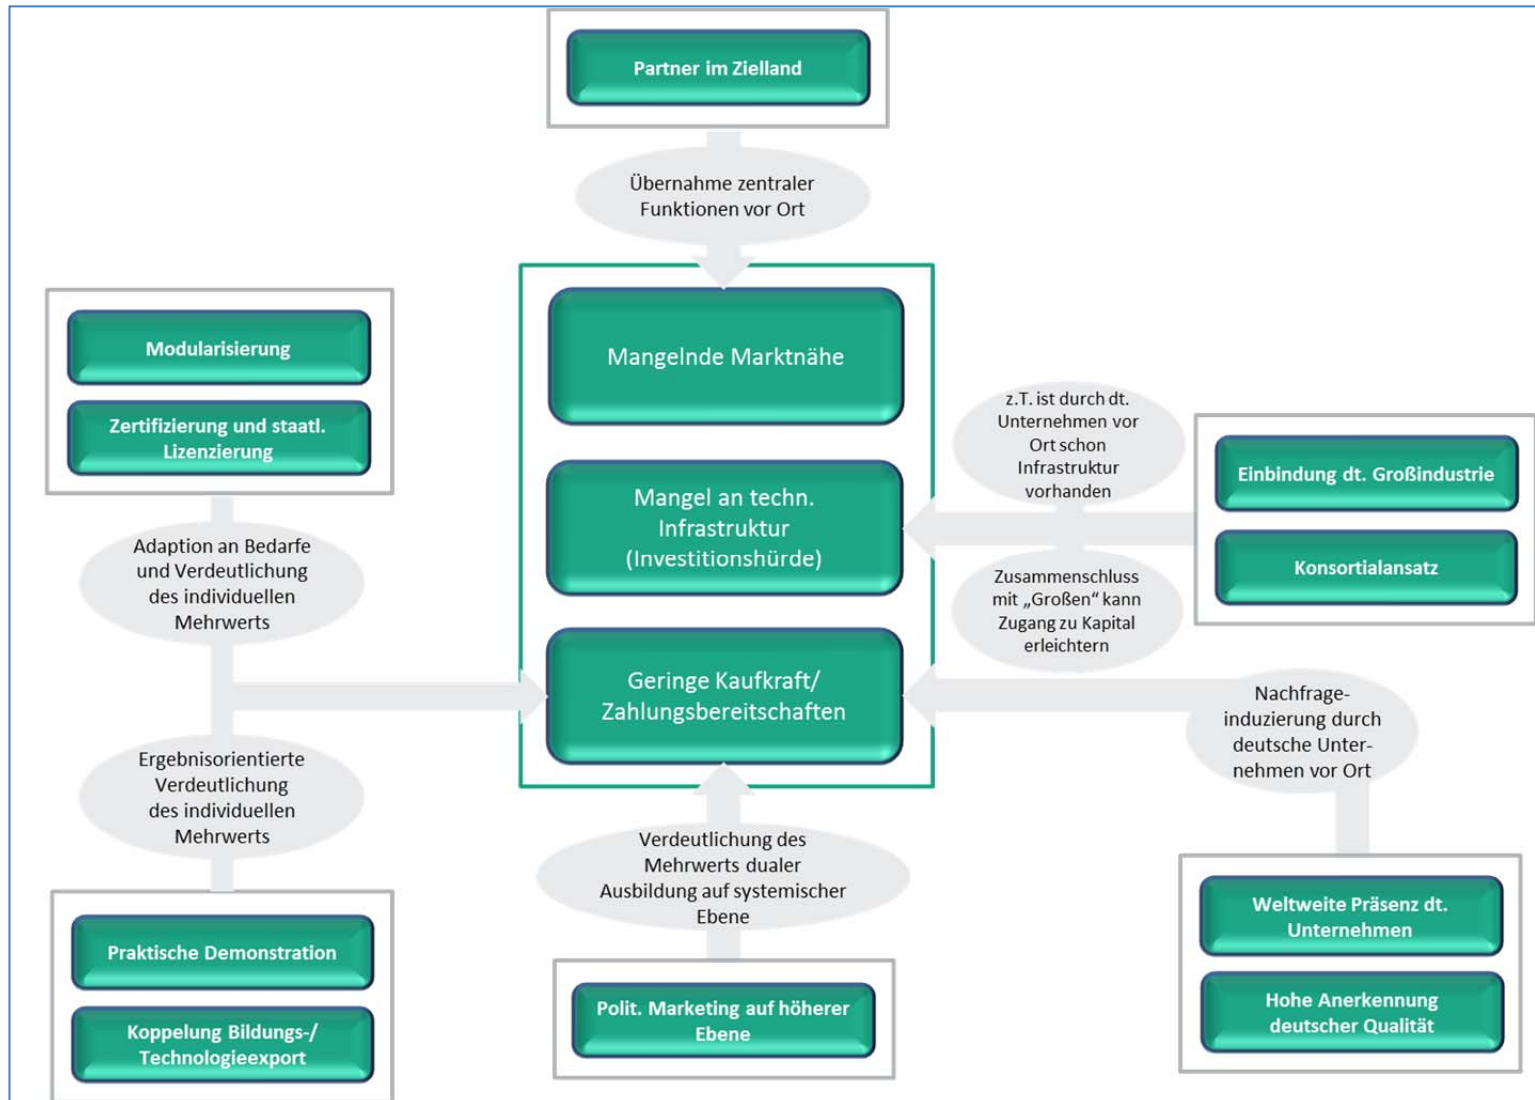 Partner im Zielland
Übernahme zentraler
Funktionen vor Ort
Modularisierung
Zertifizierung und staatl.
Lizenzierung
Adaption an Bedarfe
und Verdeutlichung
des individuellen
Mehrwerts
Ergebnisorientierte
Verdeutlichung
des individuellen
Mehrwerts
Praktische Demonstration
Koppelung Bildungs-/
Technologieexport
Mangelnde Marktnähe
Mangel an techn.
Infrastruktur
(Investitionshürde)
Geringe Kaufkraft/
Zahlungsbereitschaften
Verdeutlichung des
Mehrwerts dualer
Ausbildung auf systemischer
Ebene
Polit. Marketing auf höherer
Ebene
z.T. ist durch dt.
Unternehmen vor
Ort schon
Infrastruktur
vorhanden
Zusammenschluss
mit „Großen“ kann
Zugang zu Kapital
erleichtern
Einbindung dt. Großindustrie
Konsortialansatz
Nachfrage-
induzierung durch
deutsche Unter-
nehmen vor Ort
Weltweite Präsenz dt.
Unternehmen
Hohe Anerkennung
deutscher Qualität